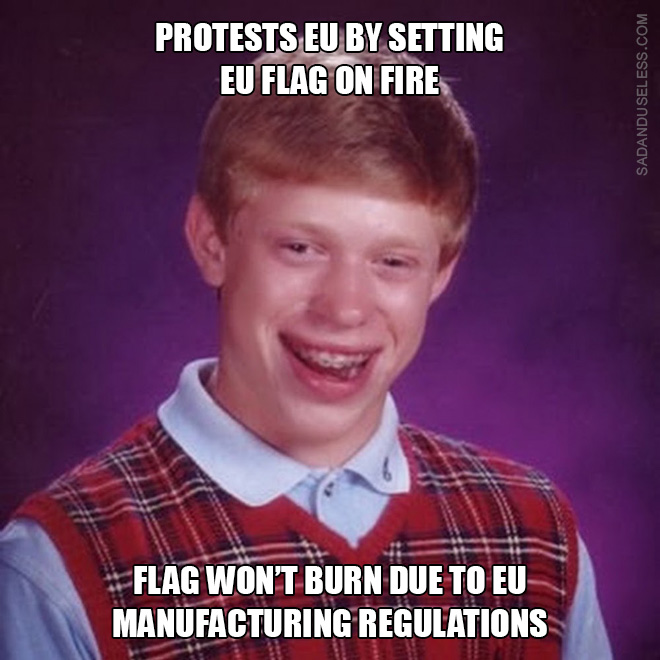 PROTESTS EU BY SETTING
EU FLAG ON FIRE
SADANDUSELESS.COM
FLAG WON'T BURN DUE TO EU
MANUFACTURING REGULATIONS